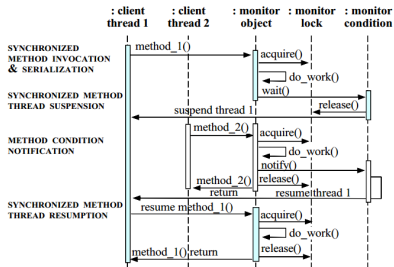 : client : client : monitor : monitor : monitor
thread 1 thread 2 object lock condition
SYNCHRONIZED
METHOD INVOCATION
& SERIALIZATION
method_1()
acquire()
do_work()
SYNCHRONIZED METHOD
THREAD SUSPENSION
wait()
release()
suspend thread 1
METHOD CONDITION
NOTIFICATION
method_2()
acquire()
do_work()
notify()
method_2()
return
release()
resume thread 1
SYNCHRONIZED METHOD
THREAD RESUMPTION
resume method_1()
acquire()
do_work()
method_1() return
release()